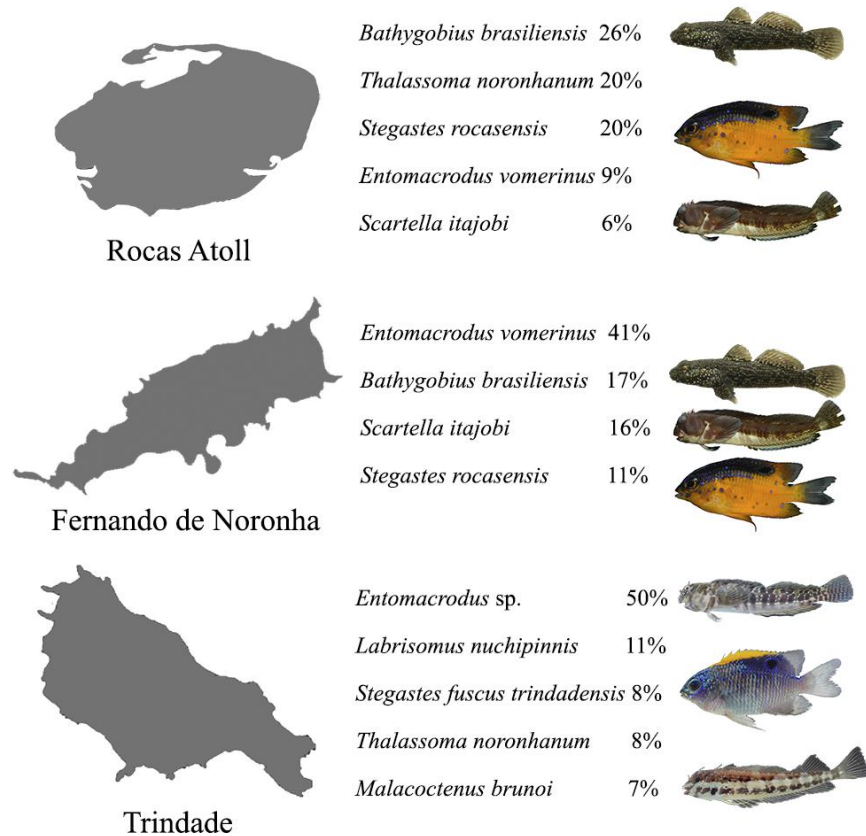 Bathygobius brasiliensis 26%
Thalassoma noronhanum 20%
Stegastes rocasensis 20%
Entomacrodus vomerinus 9%
Scartella itajobi 6%
Rocas Atoll
Entomacrodus vomerinus 41%
Bathygobius brasiliensis 17%
Scartella itajobi 16%
Stegastes rocasensis 11%
Fernando de Noronha
Entomacrodus sp. 50%
Labrisomus nuchipinnis 11%
Stegastes fuscus trindadensis 8%
Thalassoma noronhanum 8%
Malacoctenus brunoi 7%
Trindade